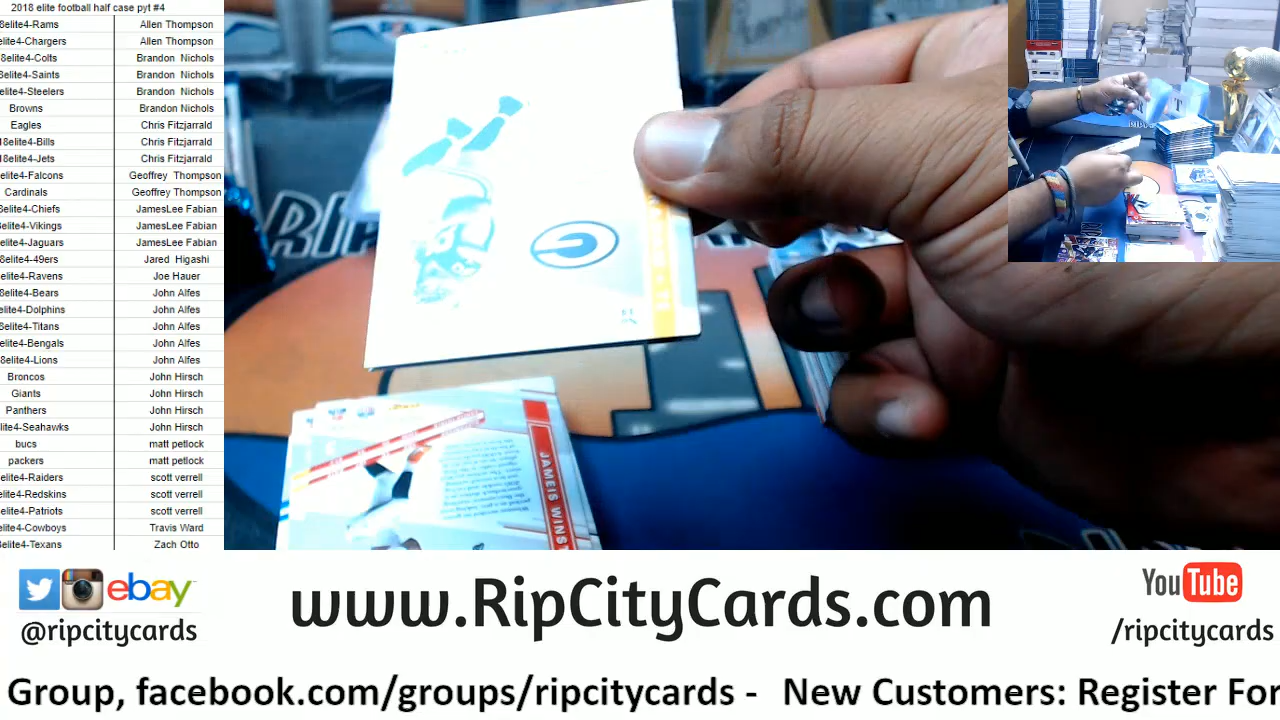 2018 elite football half case pyt #4
8elite4-Rams Allen Thompson
elite4-Chargers Allen Thompson
8elite4-Colts Brandon Nichols
8elite4-Saints Brandon Nichols
elite4-Steelers Brandon Nichols
Browns Brandon Nichols
Eagles Chris Fitzjarrald
18elite4-Bills Chris Fitzjarrald
8elite4-Jets Chris Fitzjarrald
elite4-Falcons Geoffrey Thompson
Cardinals Geoffrey Thompson
elite4-Chiefs JamesLee Fabian
elite4-Vikings JamesLee Fabian
elite4-Jaguars JamesLee Fabian
8elite4-49ers Jared Higashi
elite4-Ravens Joe Hauer
8elite4-Bears John Alfes
elite4-Dolphins John Alfes
8elite4-Titans John Alfes
elite4-Bengals John Alfes
8elite4-Lions John Alfes
Broncos John Hirsch
Giants John Hirsch
Panthers John Hirsch
lite4-Seahawks John Hirsch
bucs matt petlock
packers matt petlock
elite4-Raiders scott verrell
elite4-Redskins scott verrell
elite4-Patriots scott verrell
elite4-Cowboys Travis Ward
elite4-Texans Zach Otto
G
RIP
JAMEIS WINST
ebay
@ripcitycards
www.RipCityCards.com
YouTube
/ripcitycards
Group, facebook.com/groups/ripcitycards - New Customers: Register For